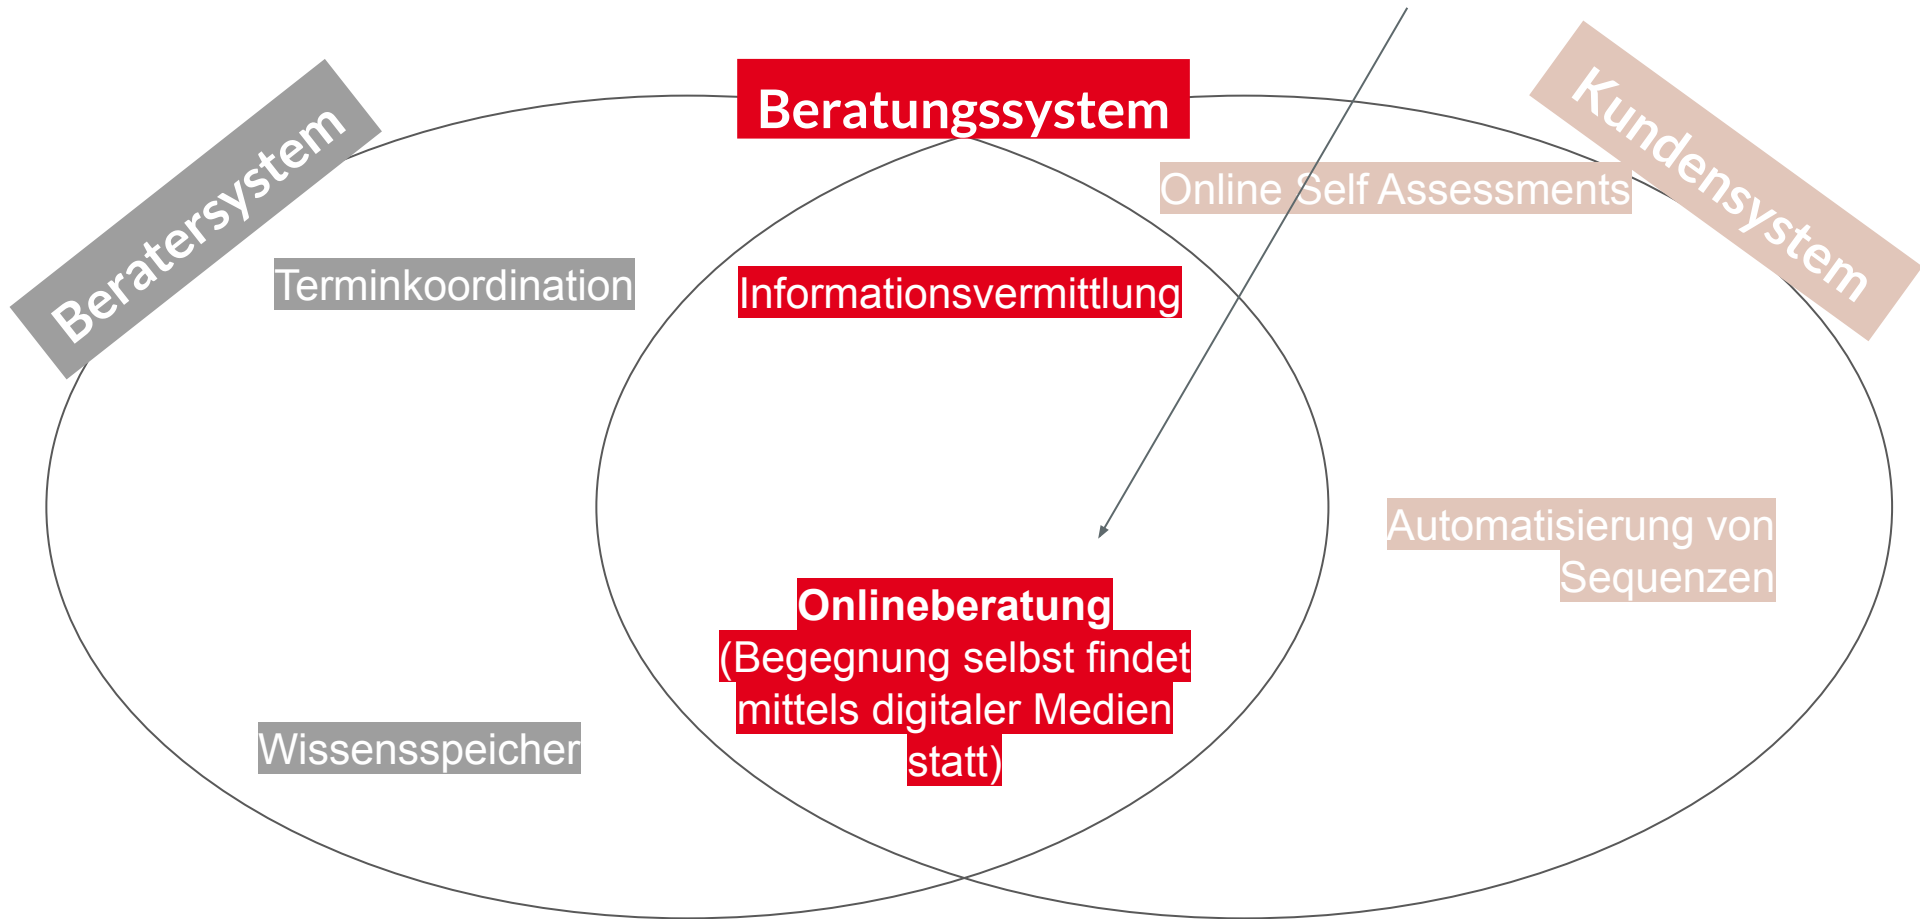 Beratersystem
Beratungssystem
Kundensystem
Online Self Assessments
Terminkoordination
Informationsvermittlung
Automatisierung von
Sequenzen
Onlineberatung
(Begegnung selbst findet
mittels digitaler Medien
statt)
Wissensspeicher